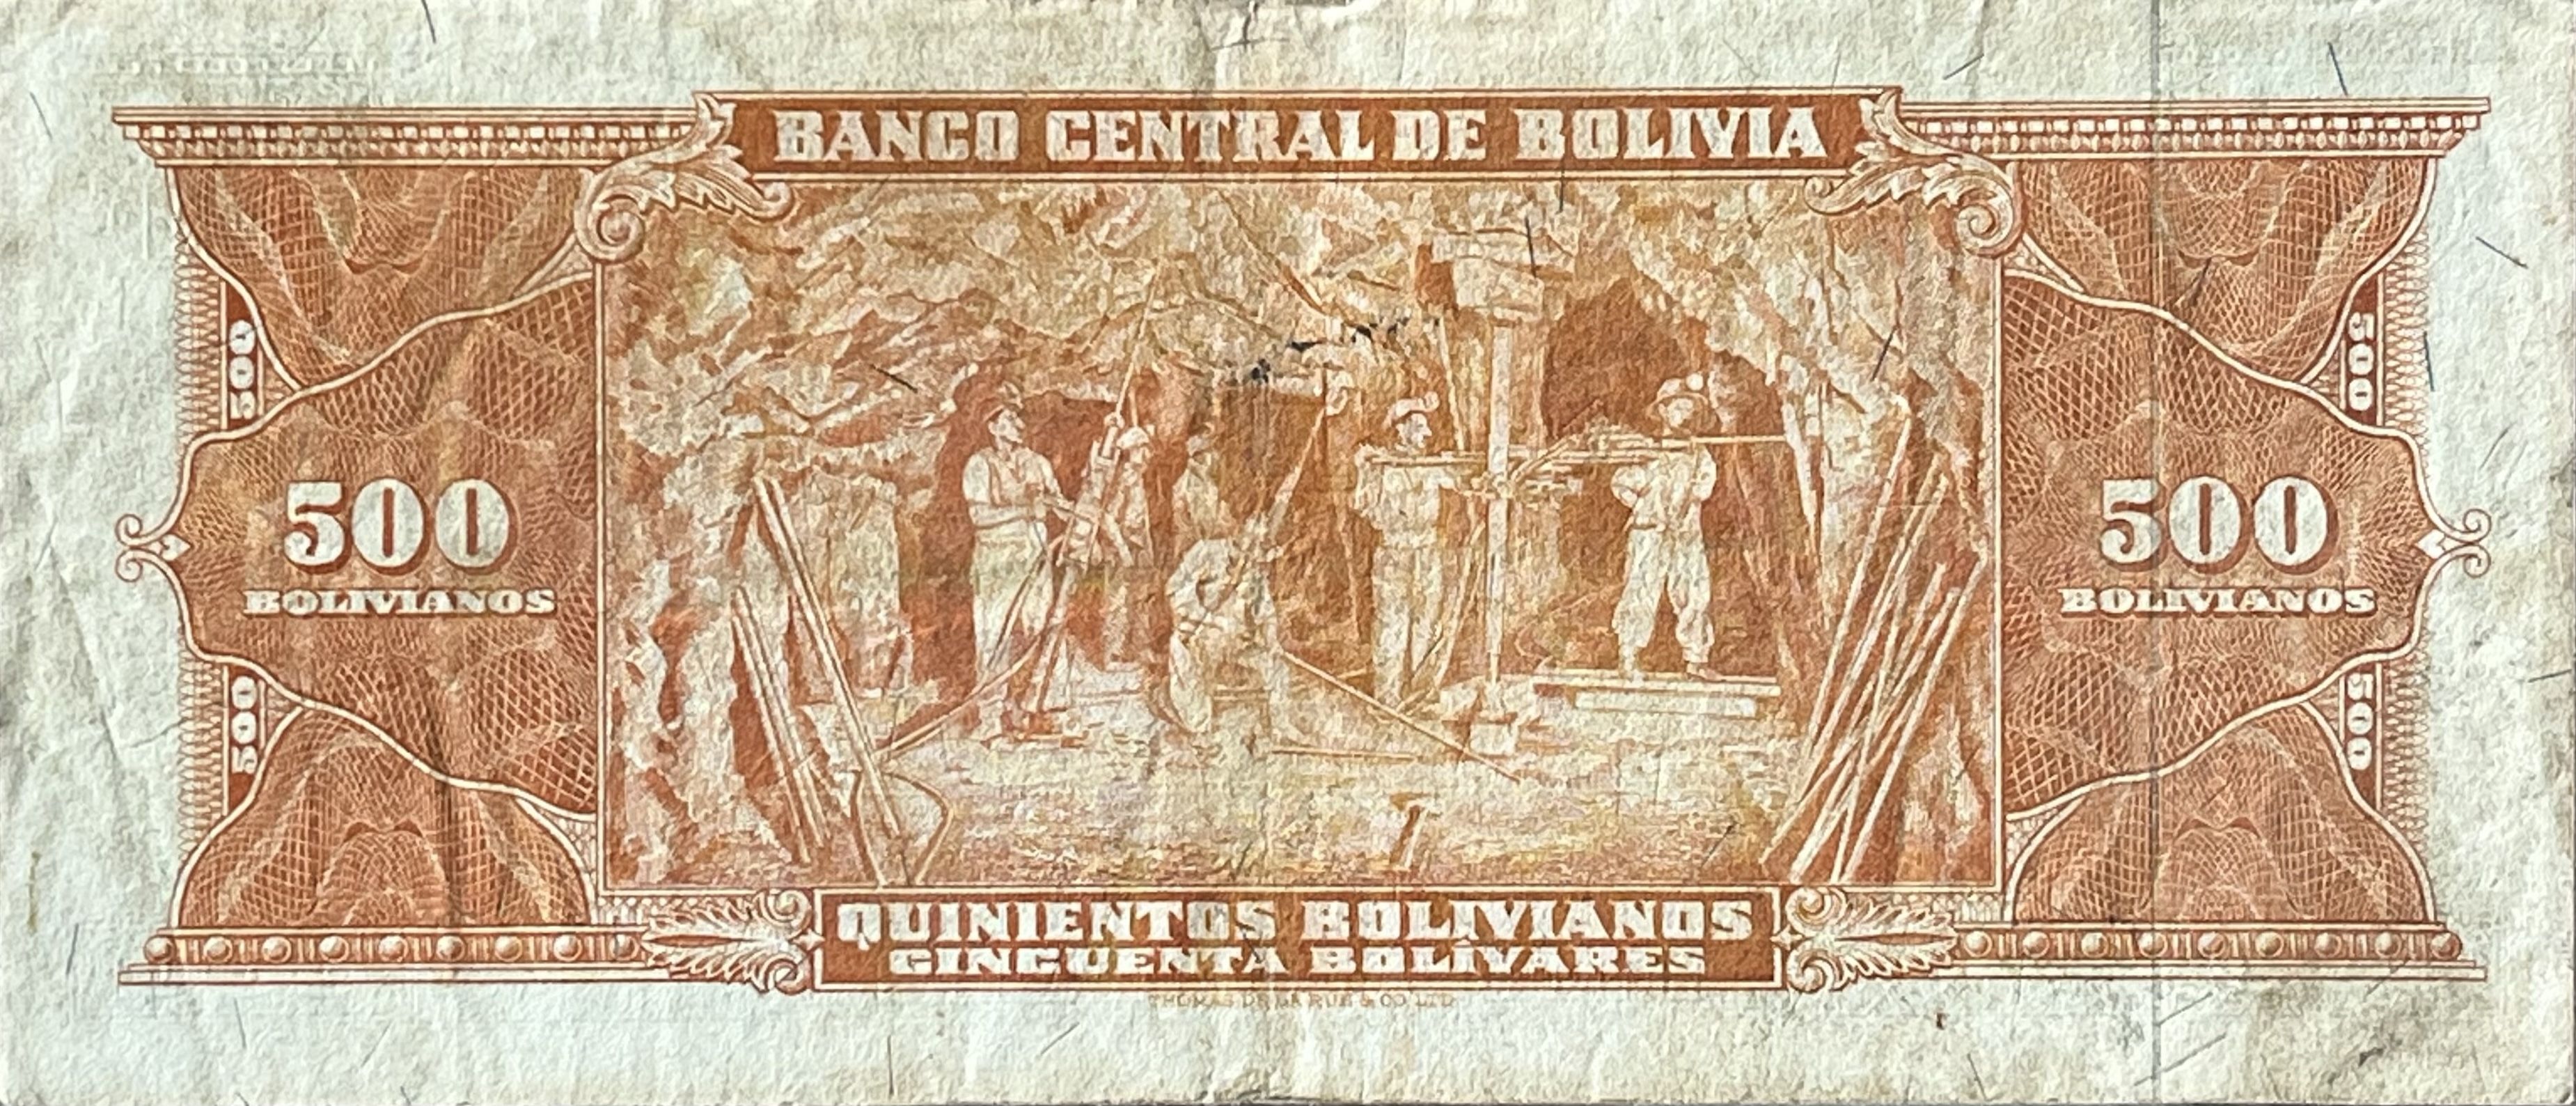 BANCO CENTRAL DE BOLIVIA
500
500
500
BOLIVIANOS
500
BOLIVIANOS
500
500
QUINIENTOS BOLIVIANOS
CINCUENTA BOLIVARES
THOMAS DE LA RUE & CO. LTD.